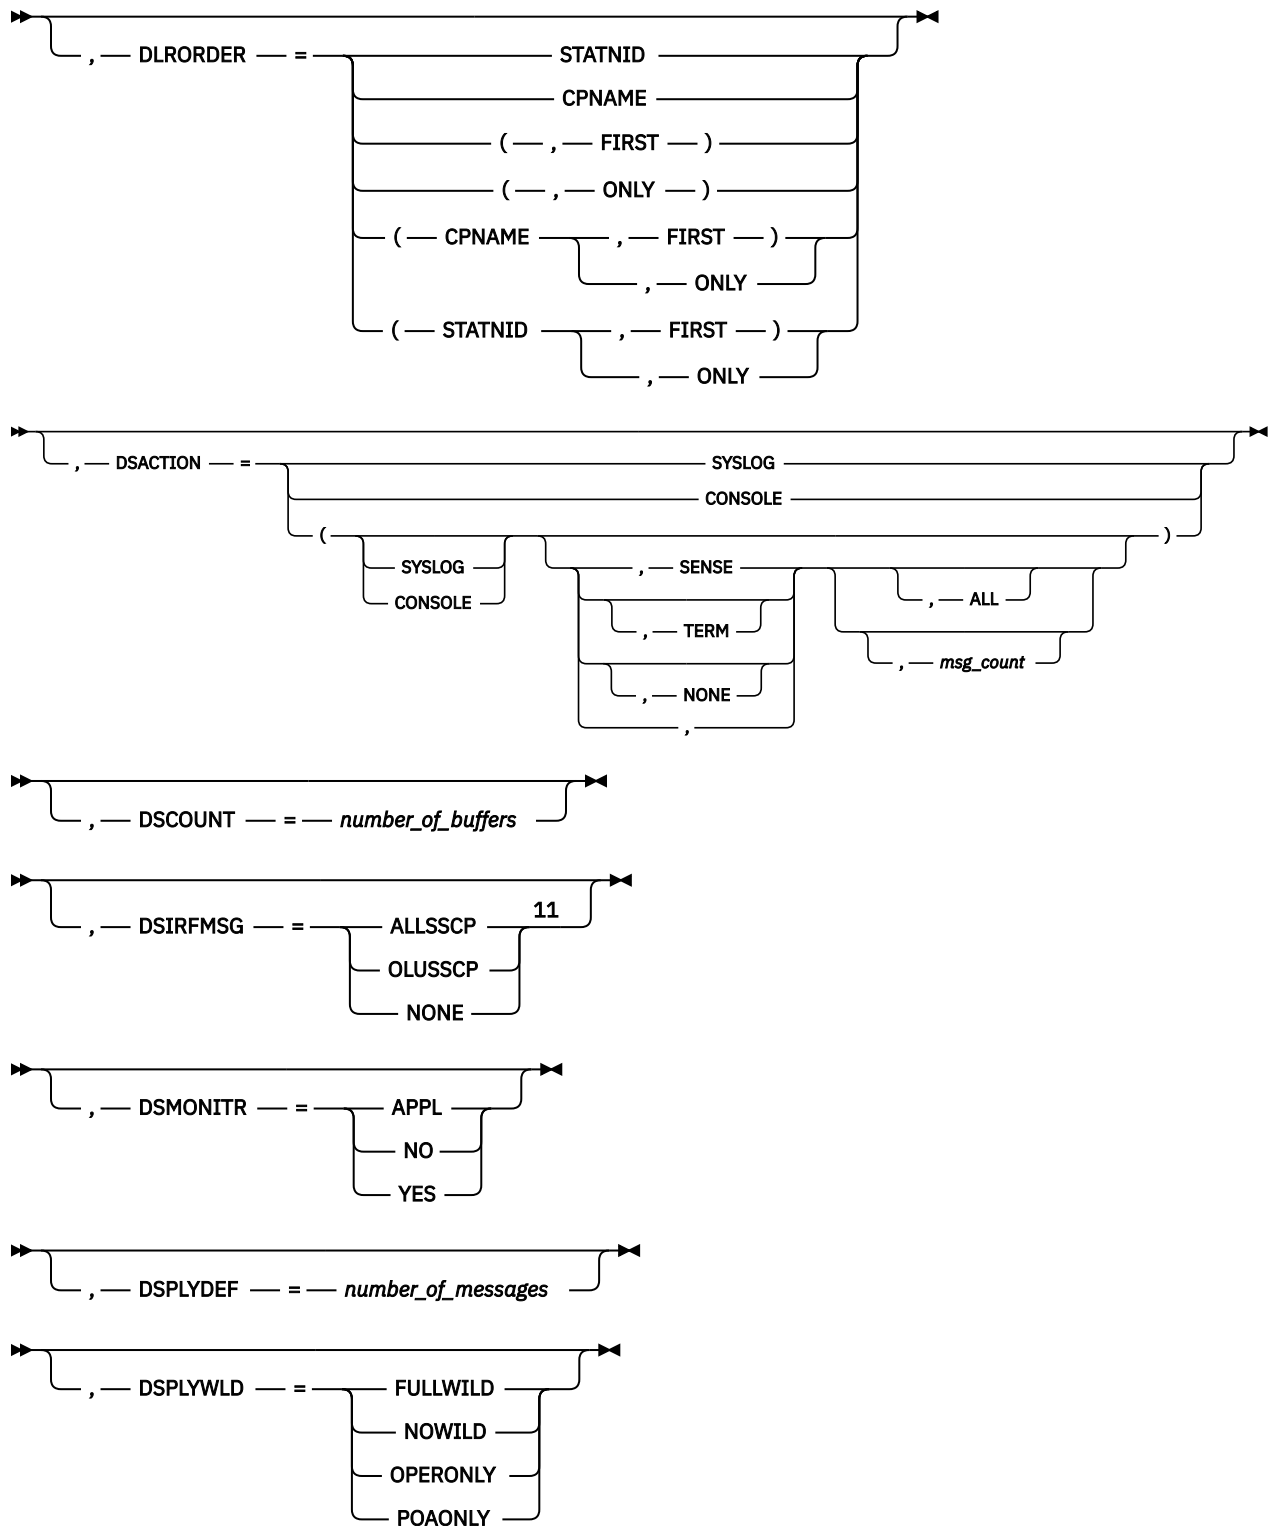 , DLRORDER = STATNID
CPNAME
( , FIRST )
( , ONLY )
( CPNAME , FIRST )
, ONLY
( STATNID , FIRST )
, ONLY
, DSACTION = SYSLOG
CONSOLE
( )
SYSLOG , SENSE
CONSOLE , ALL
, TERM
, msg_count
, NONE
,
, DSCOUNT = number_of_buffers
11
, DSIRFMSG = ALLSSCP
OLUSSCP
NONE
, DSMONITR = APPL
NO
YES
, DSPLYDEF = number_of_messages
, DSPLYWLD = FULLWILD
NOWILD
OPERONLY
POAONLY